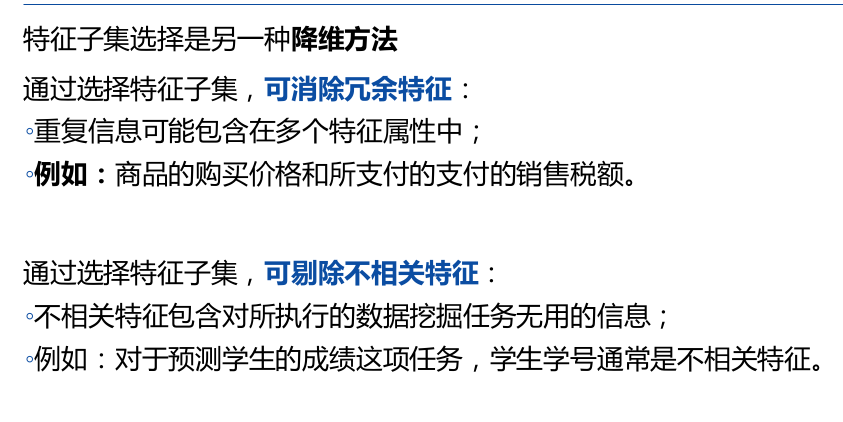 特征子集选择是另一种降维方法
通过选择特征子集，可消除冗余特征：
◦重复信息可能包含在多个特征属性中；
◦例如：商品的购买价格和所支付的支付的销售税额。
通过选择特征子集，可剔除不相关特征：
◦不相关特征包含对所执行的数据挖掘任务无用的信息；
◦例如：对于预测学生的成绩这项任务，学生学号通常是不相关特征。